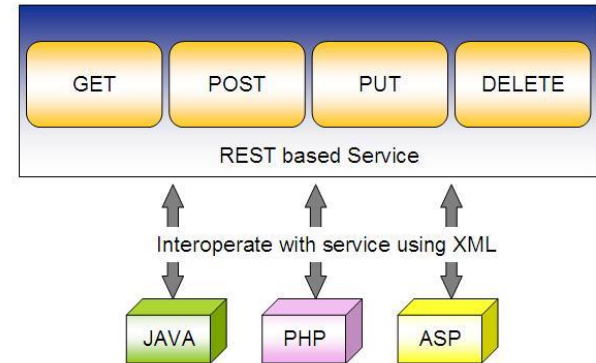 GET POST PUT DELETE
REST based Service
Interoperate with service using XML
JAVA PHP ASP